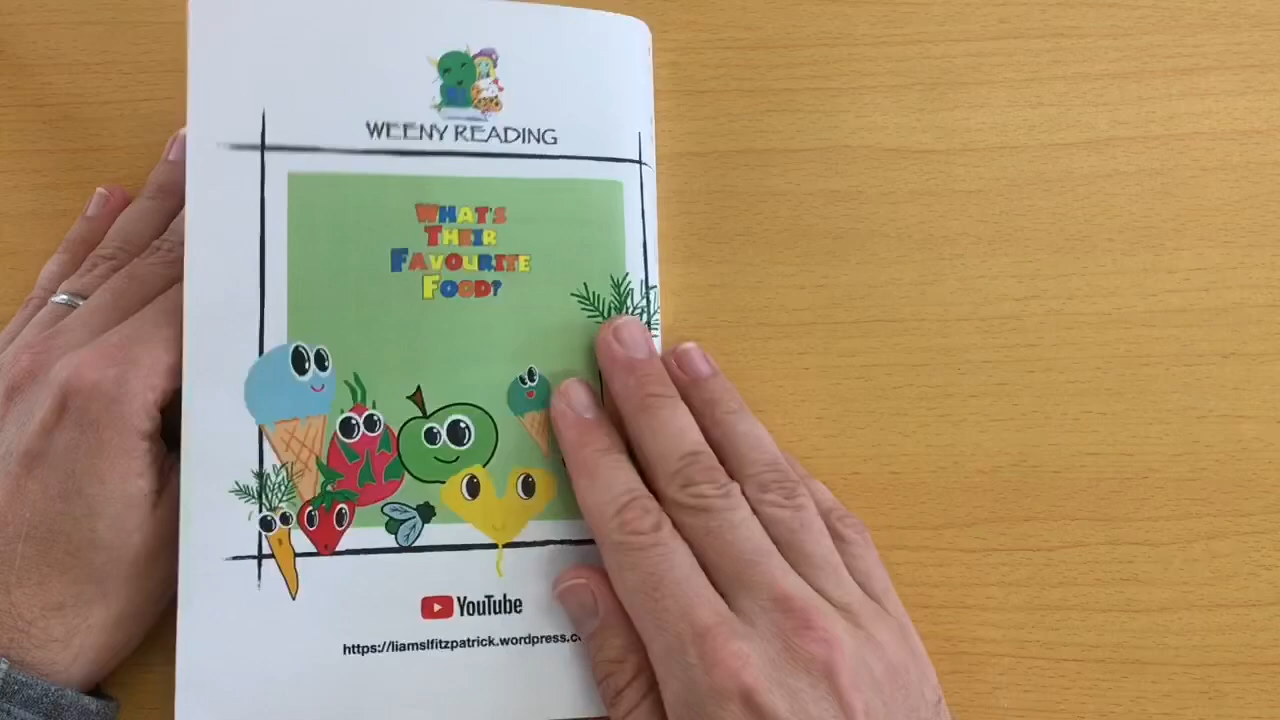 WEENY READING
WHAT'S
THEIR
FAVOURITE
FOOD?
YouTube
https://liamslfitzpatrick.wordpress.c